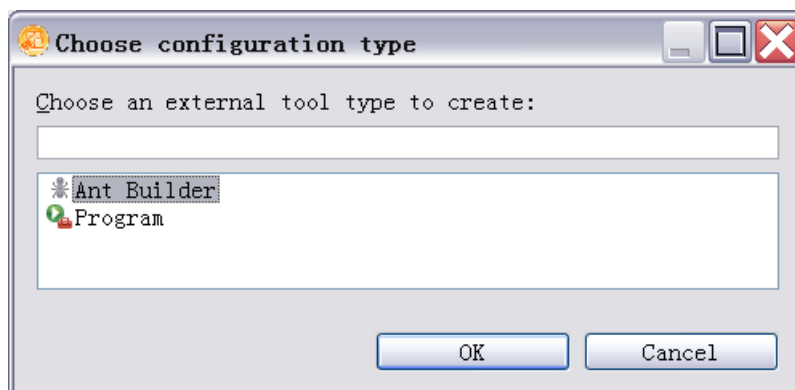 Choose configuration type
Choose an external tool type to create:
Ant Builder
Program
OK Cancel